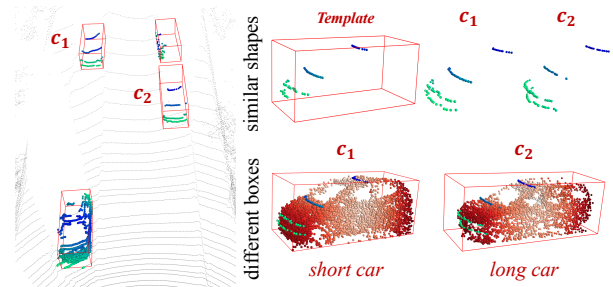 c1
c2
similar shapes
Template
c1
c2
different boxes
c1
c2
short car
long car